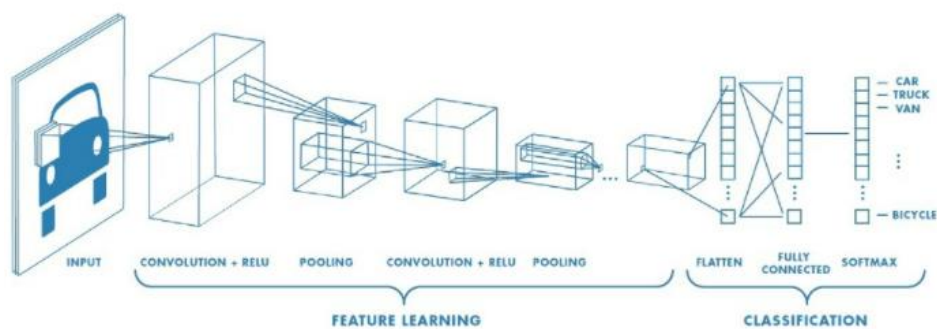 CAR
TRUCK
VAN
BICYCLE
INPUT
CONVOLUTION + RELU
POOLING
CONVOLUTION + RELU
POOLING
FLATTEN
FULLY
CONNECTED
SOFTMAX
FEATURE LEARNING
CLASSIFICATION